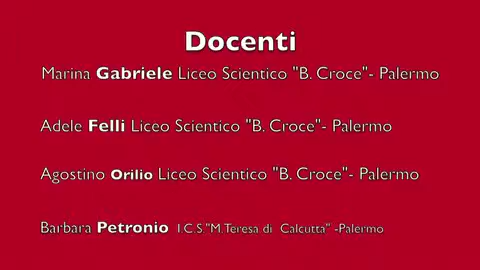 Docenti
Marina Gabriele Liceo Scientico "B. Croce"- Palermo
Adele Felli Liceo Scientico "B. Croce"- Palermo
Agostino Orilio Liceo Scientico "B. Croce"- Palermo
Barbara Petronio I.C.S."M. Teresa di Calcutta" -Palermo